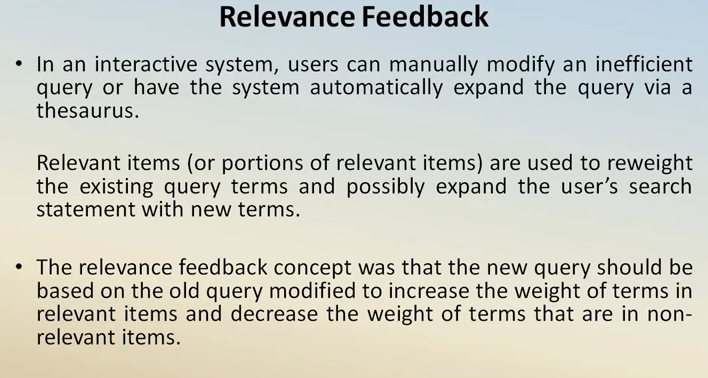 Relevance Feedback
• In an interactive system, users can manually modify an inefficient
query or have the system automatically expand the query via a
thesaurus.
Relevant items (or portions of relevant items) are used to reweight
the existing query terms and possibly expand the user’s search
statement with new terms.
• The relevance feedback concept was that the new query should be
based on the old query modified to increase the weight of terms in
relevant items and decrease the weight of terms that are in non-
relevant items.